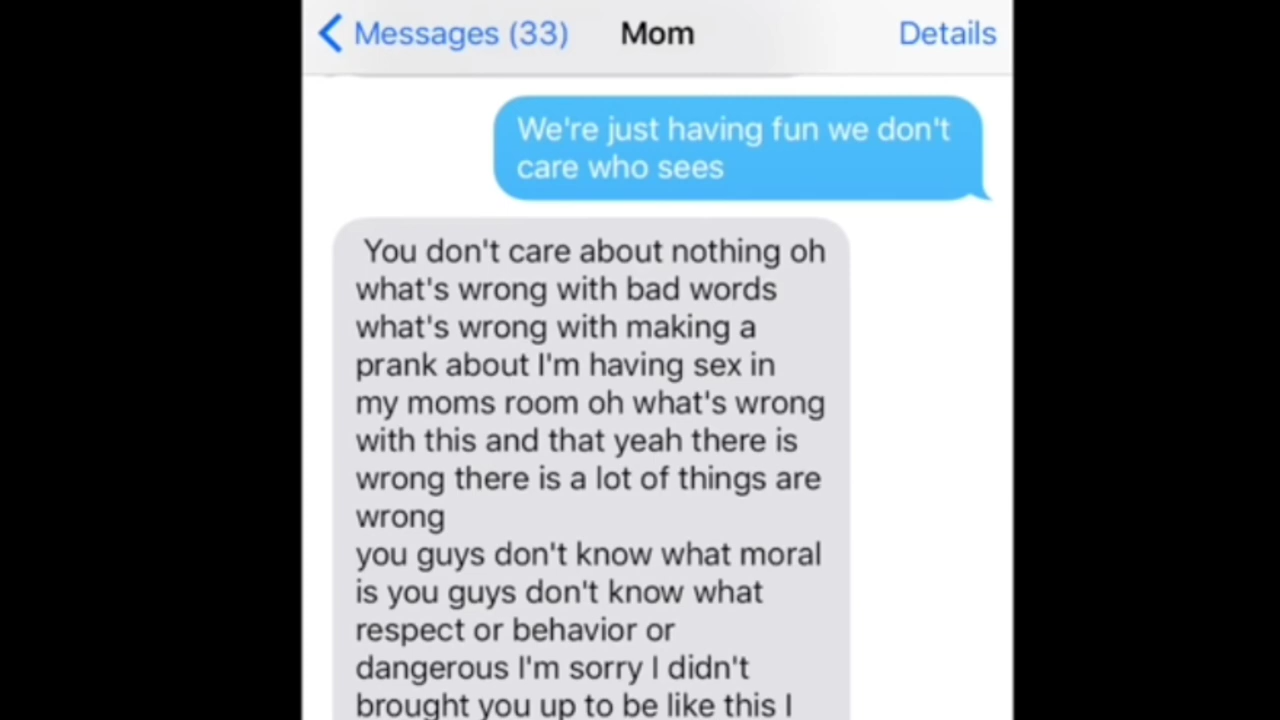 Messages (33) Mom Details
We're just having fun we don't
care who sees
You don't care about nothing oh
what's wrong with bad words
what's wrong with making a
prank about I'm having sex in
my moms room oh what's wrong
with this and that yeah there is
wrong there is a lot of things are
wrong
you guys don't know what moral
is you guys don't know what
respect or behavior or
dangerous I'm sorry I didn't
brought you up to be like this I